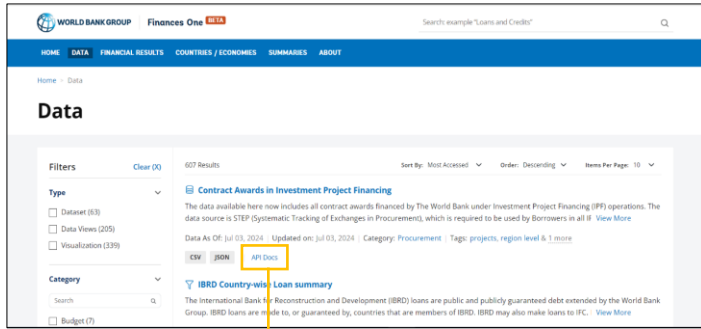 WORLD BANK GROUP Finances One BETA
Search: example "Loans and Credits"
HOME DATA FINANCIAL RESULTS COUNTRIES / ECONOMIES SUMMARIES ABOUT
Home > Data
Data
Filters Clear (X)
607 Results Sort By: Most Accessed Order: Descending Items Per Page: 10
Type
Dataset (63)
Data Views (205)
Visualization (339)
Category
Search
Budget (7)
Contract Awards in Investment Project Financing
The data available here now includes all contract awards financed by The World Bank under Investment Project Financing (IPF) operations. The
data source is STEP (Systematic Tracking of Exchanges in Procurement), which is required to be used by Borrowers in all IF View More
Data As Of: Jul 03, 2024 | Updated on: Jul 03, 2024 | Category: Procurement | Tags: projects, region level & 1 more
CSV JSON API Docs
IBRD Country-wise Loan summary
The International Bank for Reconstruction and Development (IBRD) loans are public and publicly guaranteed debt extended by the World Bank
Group. IBRD loans are made to, or guaranteed by, countries that are members of IBRD. IBRD may also make loans to IFC. View More